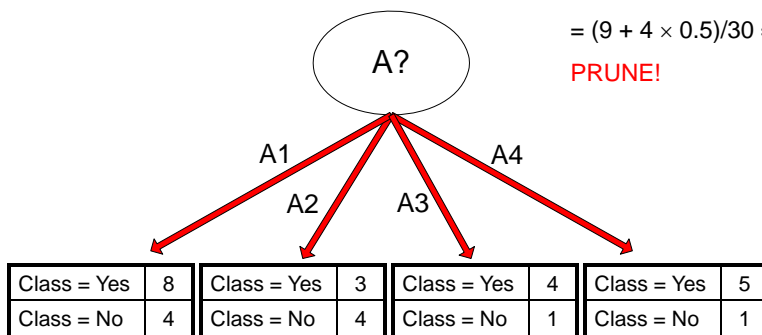 = (9 + 4 × 0.5)/30 =
PRUNE!
A?
A1
A4
A2
A3
Class = Yes 8
Class = No 4
Class = Yes 3
Class = No 4
Class = Yes 4
Class = No 1
Class = Yes 5
Class = No 1